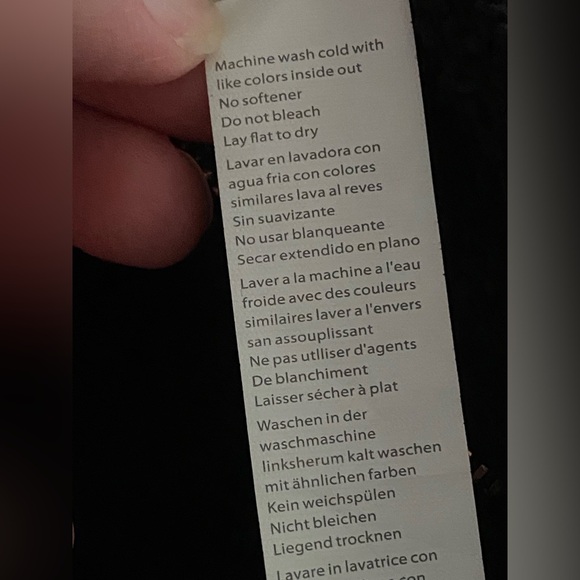 Machine wash cold with
like colors inside out
No softener
Do not bleach
Lay flat to dry
Lavar en lavadora con
agua fria con colores
similares lava al reves
Sin suavizante
No usar blanqueante
Secar extendido en plano
Laver a la machine a l'eau
froide avec des couleurs
similaires laver a l'envers
san assouplissant
Ne pas utlliser d'agents
De blanchiment
Laisser sécher à plat
Waschen in der
waschmaschine
linksherum kalt waschen
mit ähnlichen farben
Kein weichspülen
Nicht bleichen
Liegend trocknen
Lavare in lavatrice con
con